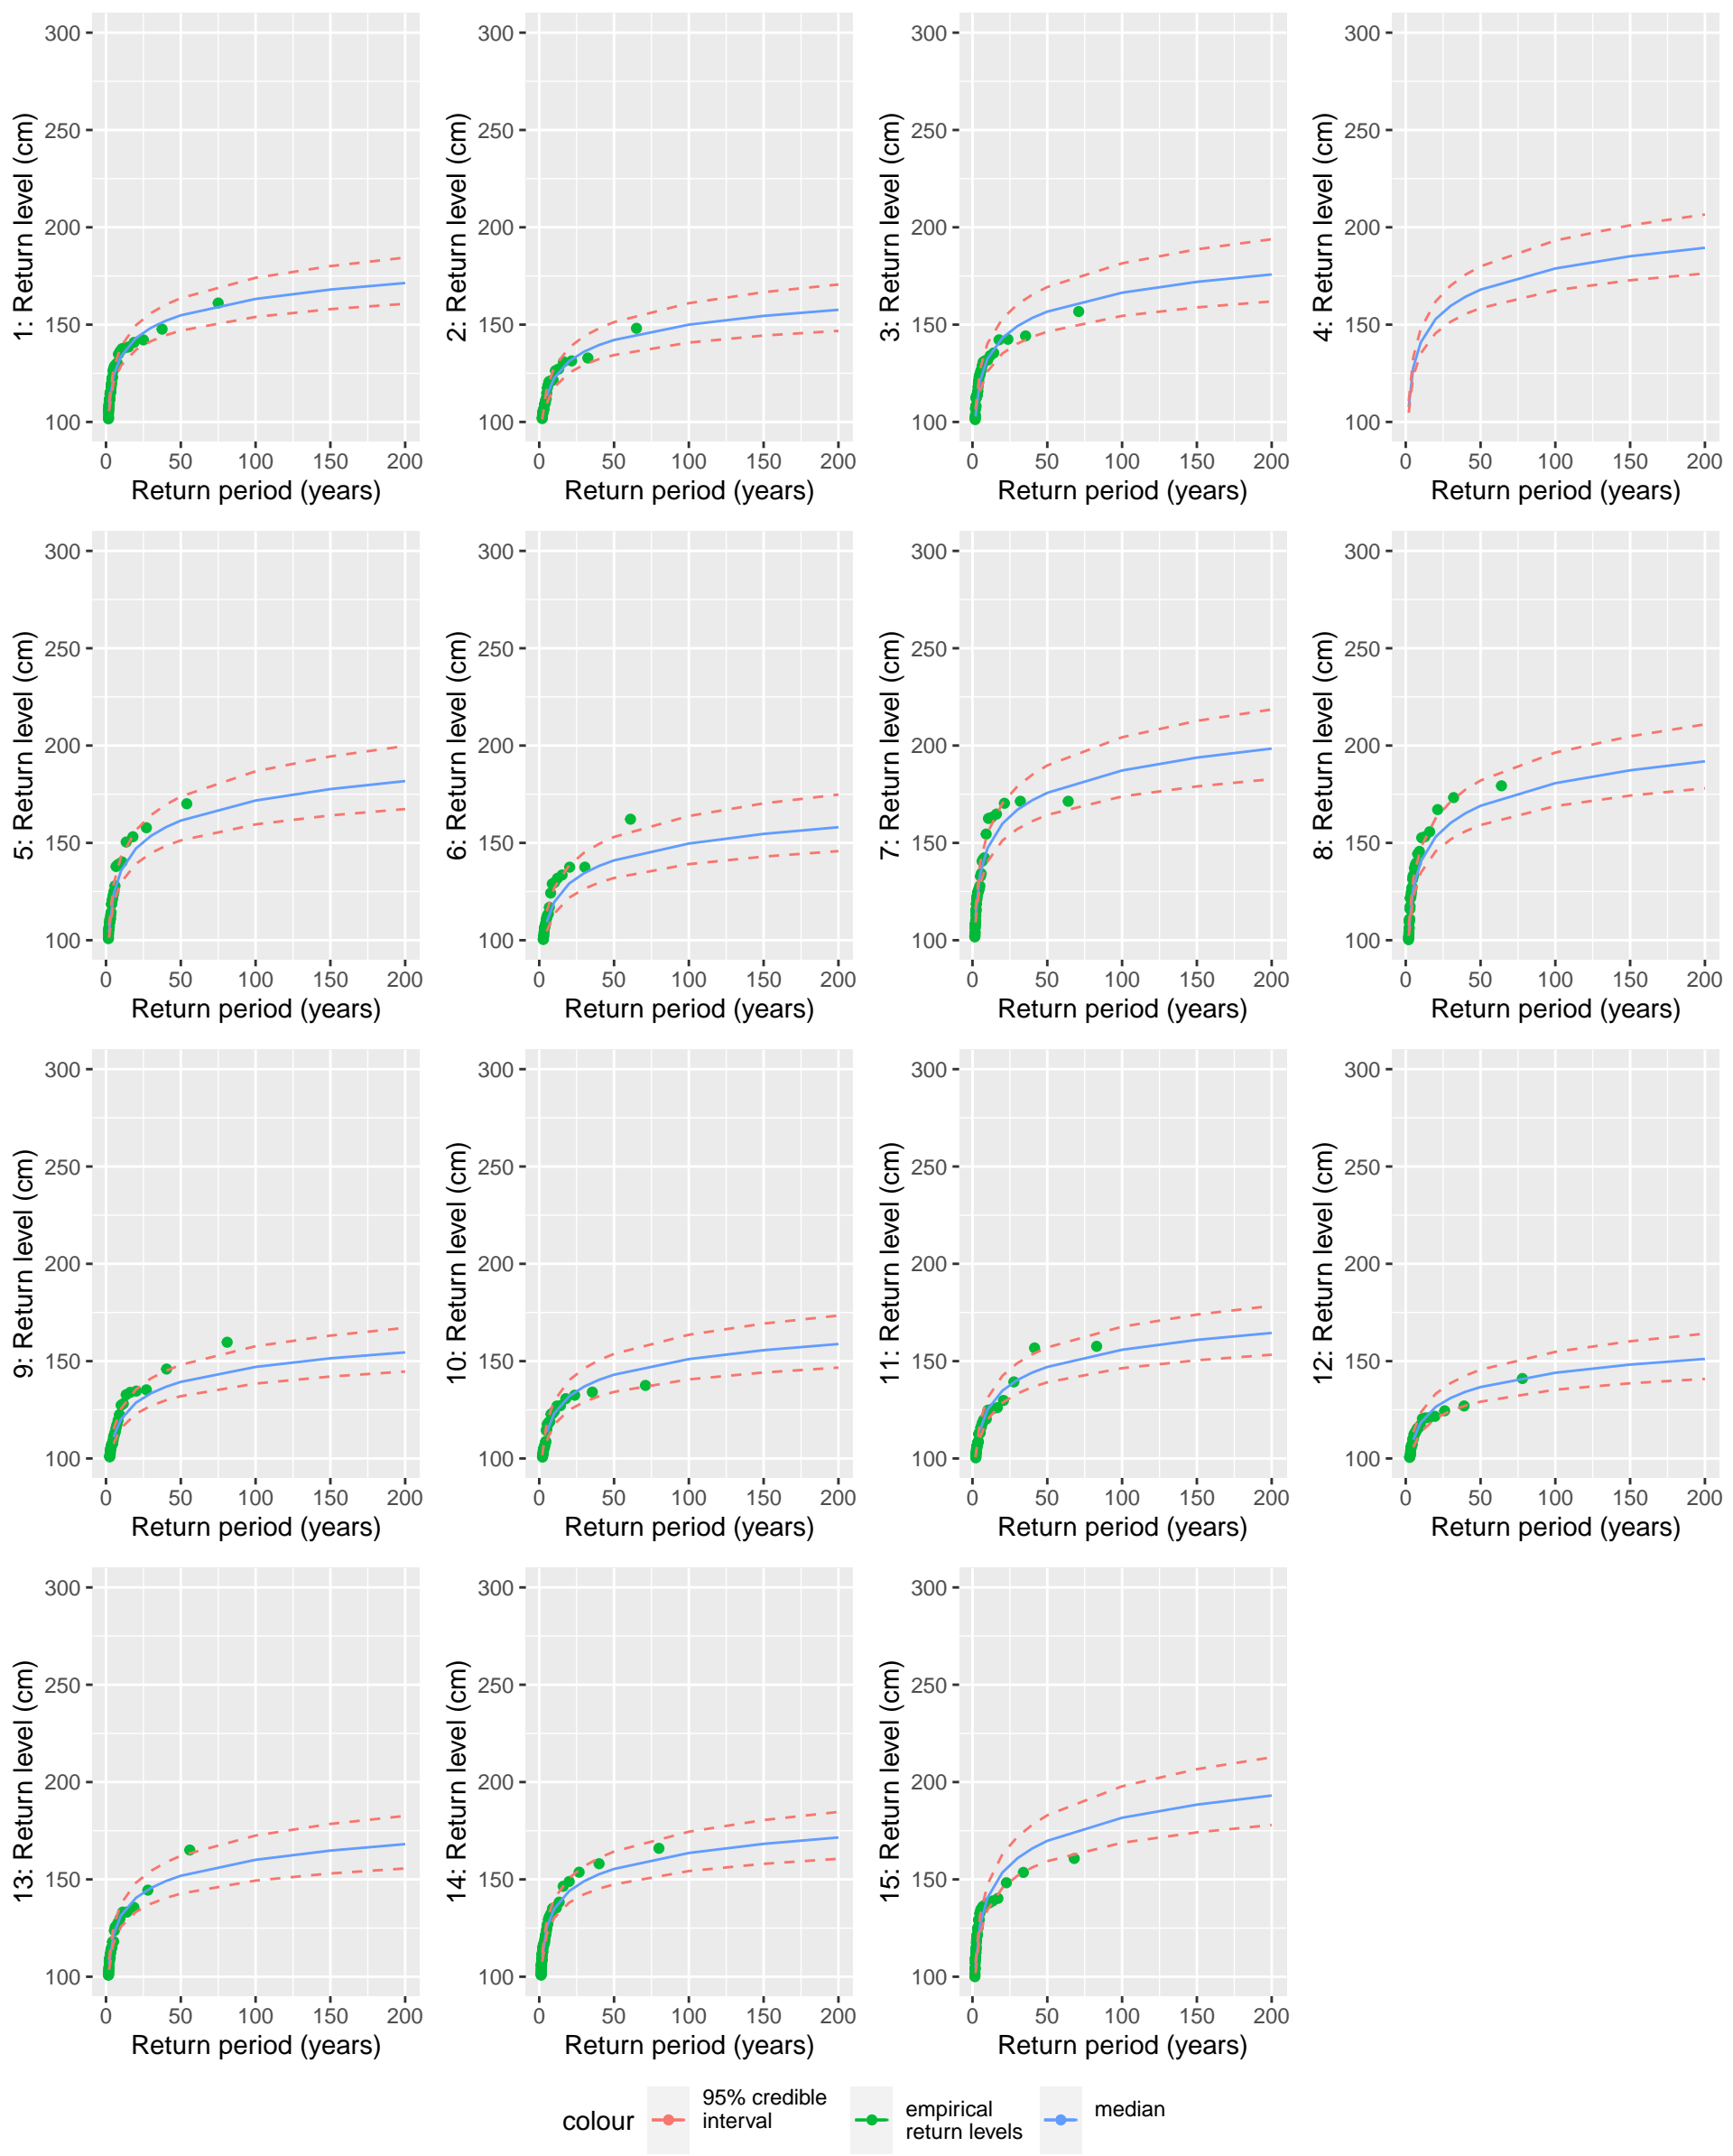 1: Return level (cm)
300
250
200
150
100
0 50 100 150 200
Return period (years)
2: Return level (cm)
300
250
200
150
100
0 50 100 150 200
Return period (years)
3: Return level (cm)
300
250
200
150
100
0 50 100 150 200
Return period (years)
4: Return level (cm)
300
250
200
150
100
0 50 100 150 200
Return period (years)
5: Return level (cm)
300
250
200
150
100
0 50 100 150 200
Return period (years)
6: Return level (cm)
300
250
200
150
100
0 50 100 150 200
Return period (years)
7: Return level (cm)
300
250
200
150
100
0 50 100 150 200
Return period (years)
8: Return level (cm)
300
250
200
150
100
0 50 100 150 200
Return period (years)
9: Return level (cm)
300
250
200
150
100
0 50 100 150 200
Return period (years)
10: Return level (cm)
300
250
200
150
100
0 50 100 150 200
Return period (years)
11: Return level (cm)
300
250
200
150
100
0 50 100 150 200
Return period (years)
12: Return level (cm)
300
250
200
150
100
0 50 100 150 200
Return period (years)
13: Return level (cm)
300
250
200
150
100
0 50 100 150 200
Return period (years)
14: Return level (cm)
300
250
200
150
100
0 50 100 150 200
Return period (years)
15: Return level (cm)
300
250
200
150
100
0 50 100 150 200
Return period (years)
colour
95% credible
interval
empirical
return levels
median